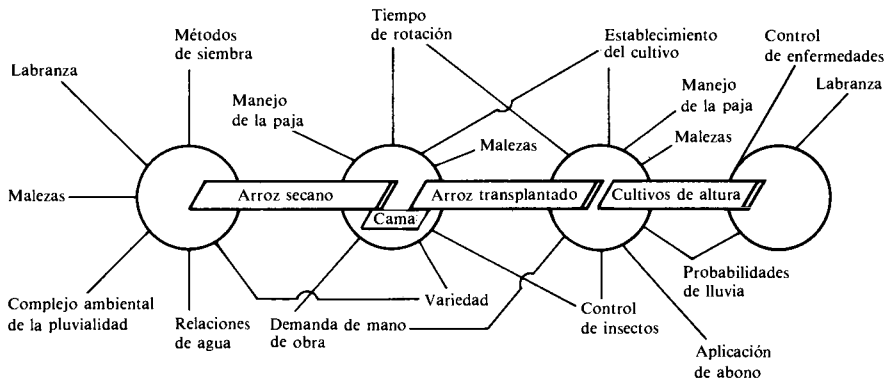 Tiempo
de rotación
Métodos
de siembra
Establecimiento
del cultivo
Control
de enfermedades
Labranza
Manejo
de la paja
Manejo
de la paja
Labranza
Malezas
Malezas
Malezas
Arroz secano
Arroz transplantado
Cultivos de altura
Cama
Complejo ambiental
de la pluvialidad
Relaciones
de agua
Demanda de mano
de obra
Variedad
Control
de insectos
Probabilidades
de lluvia
Aplicación
de abono